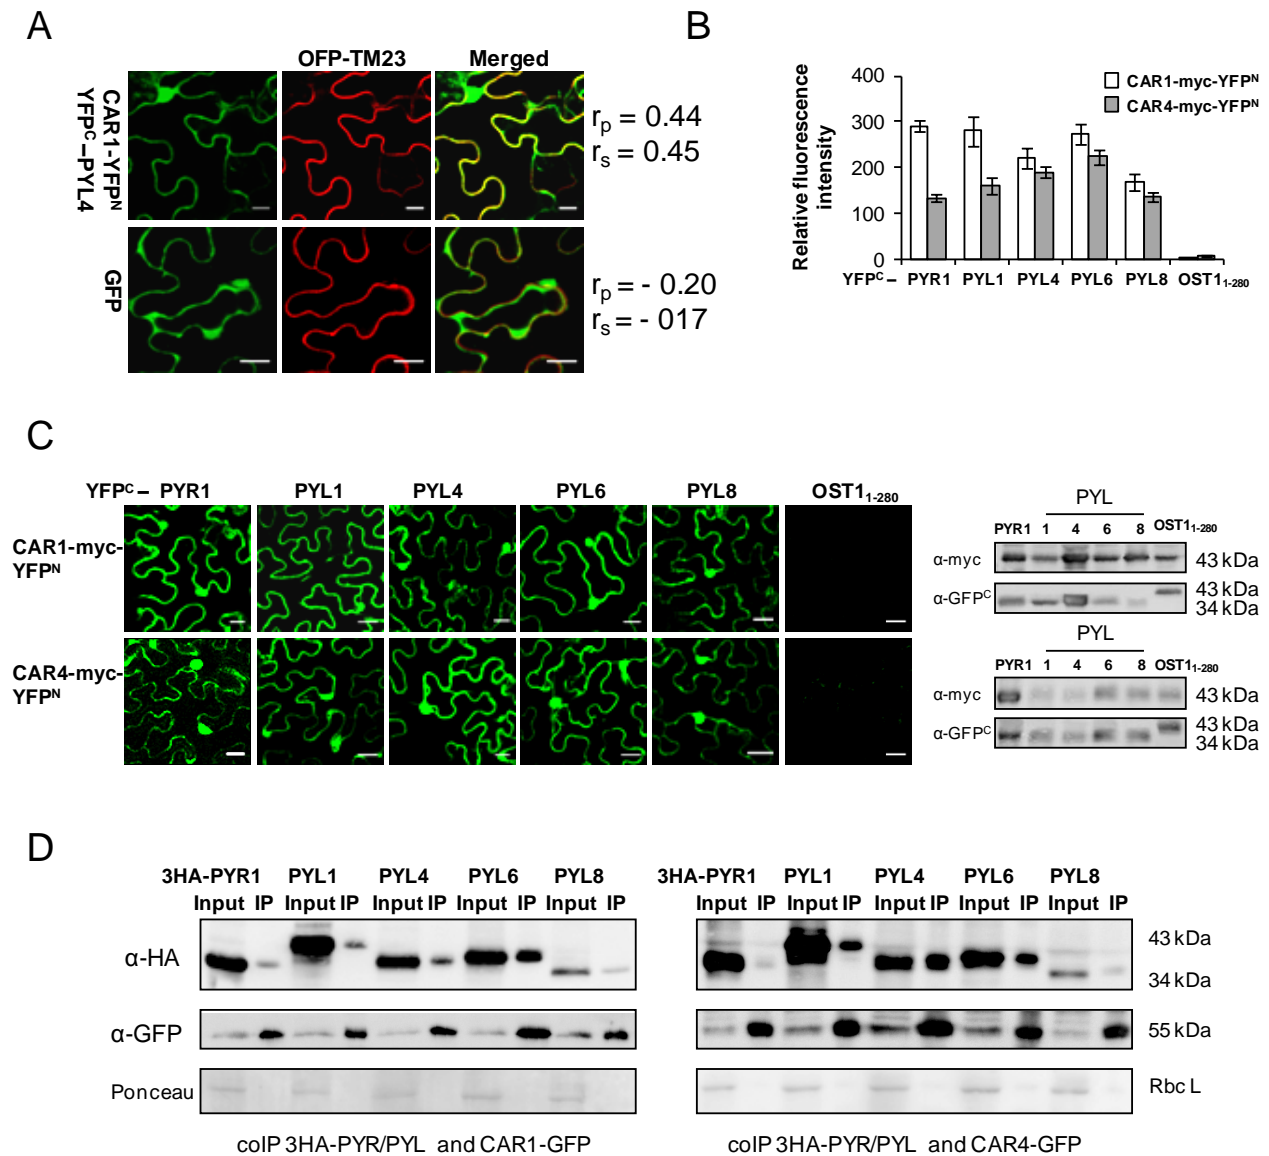 A
OFP-TM23 Merged
CAR1-YFPᴺ
YFPᶜ–PYL4
rp = 0.44
rs = 0.45
GFP
rp = - 0.20
rs = - 017
B
Relative fluorescence
intensity
400
300
200
100
0
CAR1-myc-YFPᴺ
CAR4-myc-YFPᴺ
YFPᶜ – PYR1 PYL1 PYL4 PYL6 PYL8 OST1₁₋₂₈₀
C
YFPᶜ – PYR1 PYL1 PYL4 PYL6 PYL8 OST1₁₋₂₈₀
CAR1-myc-
YFPᴺ
CAR4-myc-
YFPᴺ
PYL
PYR1 1 4 6 8 OST1₁₋₂₈₀
α-myc 43 kDa
α-GFPᶜ 43 kDa
34 kDa
PYL
PYR1 1 4 6 8 OST1₁₋₂₈₀
α-myc 43 kDa
α-GFPᶜ 43 kDa
34 kDa
D
3HA-PYR1 PYL1 PYL4 PYL6 PYL8
Input IP Input IP Input IP Input IP Input IP
3HA-PYR1 PYL1 PYL4 PYL6 PYL8
Input IP Input IP Input IP Input IP Input IP
α-HA
43 kDa
34 kDa
α-GFP
55 kDa
Ponceau
Rbc L
coIP 3HA-PYR/PYL and CAR1-GFP
coIP 3HA-PYR/PYL and CAR4-GFP